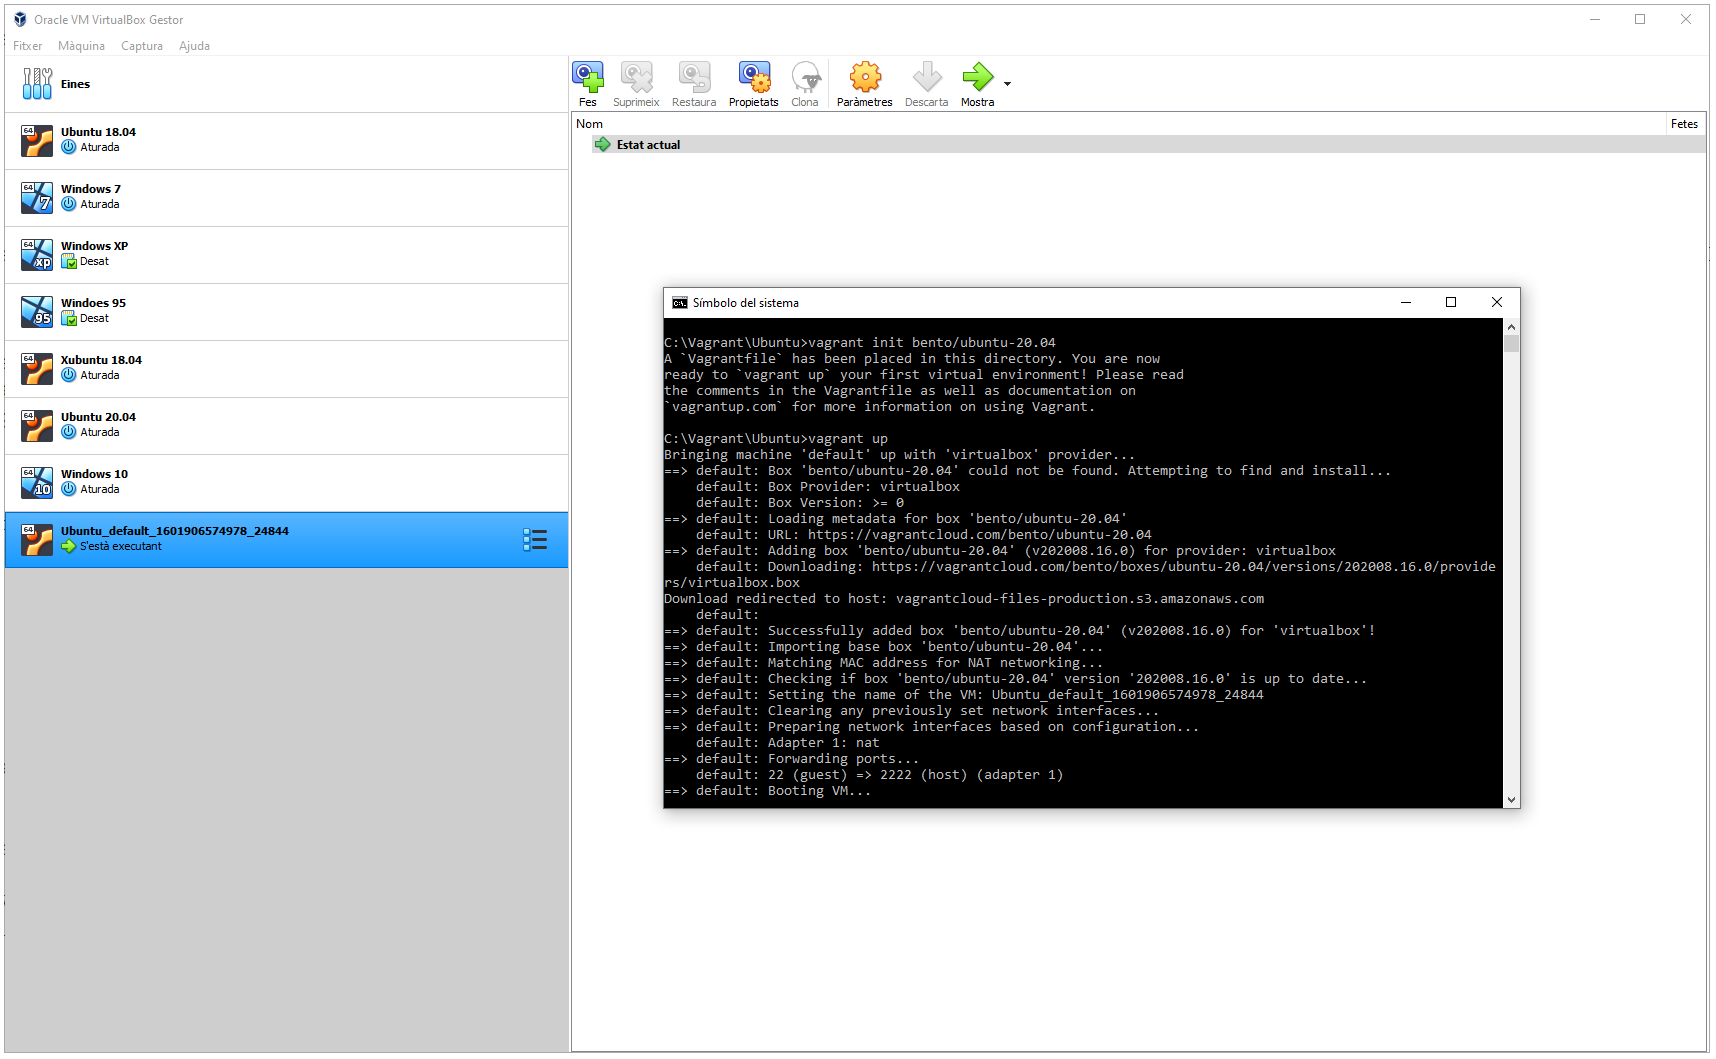 Oracle VM VirtualBox Gestor
Fitxer Màquina Captura Ajuda
Eines
64
Ubuntu 18.04
Aturada
64
7
Windows 7
Aturada
64
xp
Windows XP
Desat
95
Windoes 95
Desat
64
Xubuntu 18.04
Aturada
64
Ubuntu 20.04
Aturada
64
10
Windows 10
Aturada
64
Ubuntu_default_1601906574978_24844
S'està executant
Fes Suprimeix Restaura Propietats Clona Paràmetres Descarta Mostra
Nom Fetes
Estat actual
C:\. Símbolo del sistema
C:\Vagrant\Ubuntu>vagrant init bento/ubuntu-20.04
A `Vagrantfile` has been placed in this directory. You are now
ready to `vagrant up` your first virtual environment! Please read
the comments in the Vagrantfile as well as documentation on
`vagrantup.com` for more information on using Vagrant.
C:\Vagrant\Ubuntu>vagrant up
Bringing machine 'default' up with 'virtualbox' provider...
==> default: Box 'bento/ubuntu-20.04' could not be found. Attempting to find and install...
default: Box Provider: virtualbox
default: Box Version: >= 0
==> default: Loading metadata for box 'bento/ubuntu-20.04'
default: URL: https://vagrantcloud.com/bento/ubuntu-20.04
==> default: Adding box 'bento/ubuntu-20.04' (v202008.16.0) for provider: virtualbox
default: Downloading: https://vagrantcloud.com/bento/boxes/ubuntu-20.04/versions/202008.16.0/provide
rs/virtualbox.box
Download redirected to host: vagrantcloud-files-production.s3.amazonaws.com
default:
==> default: Successfully added box 'bento/ubuntu-20.04' (v202008.16.0) for 'virtualbox'!
==> default: Importing base box 'bento/ubuntu-20.04'...
==> default: Matching MAC address for NAT networking...
==> default: Checking if box 'bento/ubuntu-20.04' version '202008.16.0' is up to date...
==> default: Setting the name of the VM: Ubuntu_default_1601906574978_24844
==> default: Clearing any previously set network interfaces...
==> default: Preparing network interfaces based on configuration...
default: Adapter 1: nat
==> default: Forwarding ports...
default: 22 (guest) => 2222 (host) (adapter 1)
==> default: Booting VM...